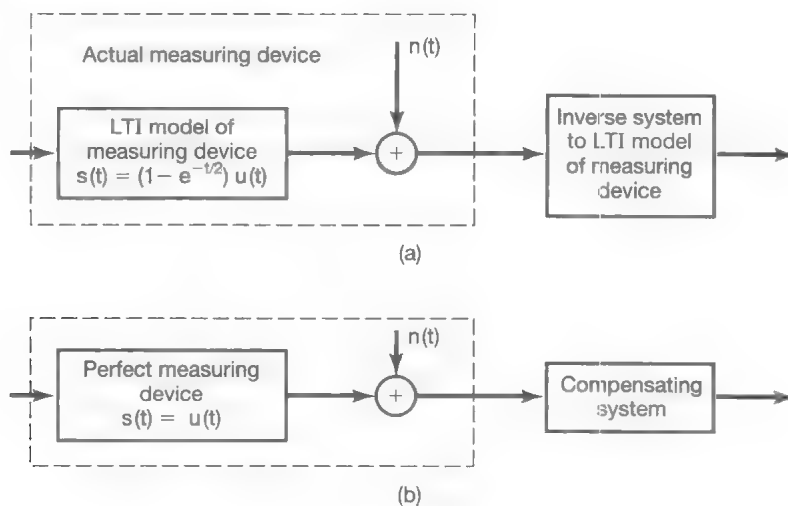 Actual measuring device
n(t)
LTI model of
measuring device
s(t) = (1− e^{−t/2}) u(t)
+
Inverse system
to LTI model
of measuring
device
(a)
n(t)
Perfect measuring
device
s(t) = u(t)
+
Compensating
system
(b)